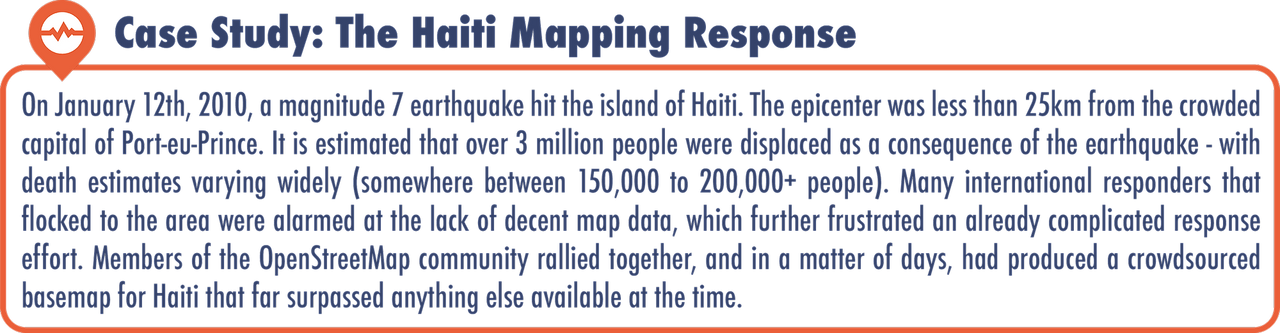 Case Study: The Haiti Mapping Response
On January 12th, 2010, a magnitude 7 earthquake hit the island of Haiti. The epicenter was less than 25km from the crowded
capital of Port-eu-Prince. It is estimated that over 3 million people were displaced as a consequence of the earthquake - with
death estimates varying widely (somewhere between 150,000 to 200,000+ people). Many international responders that
flocked to the area were alarmed at the lack of decent map data, which further frustrated an already complicated response
effort. Members of the OpenStreetMap community rallied together, and in a matter of days, had produced a crowdsourced
basemap for Haiti that far surpassed anything else available at the time.